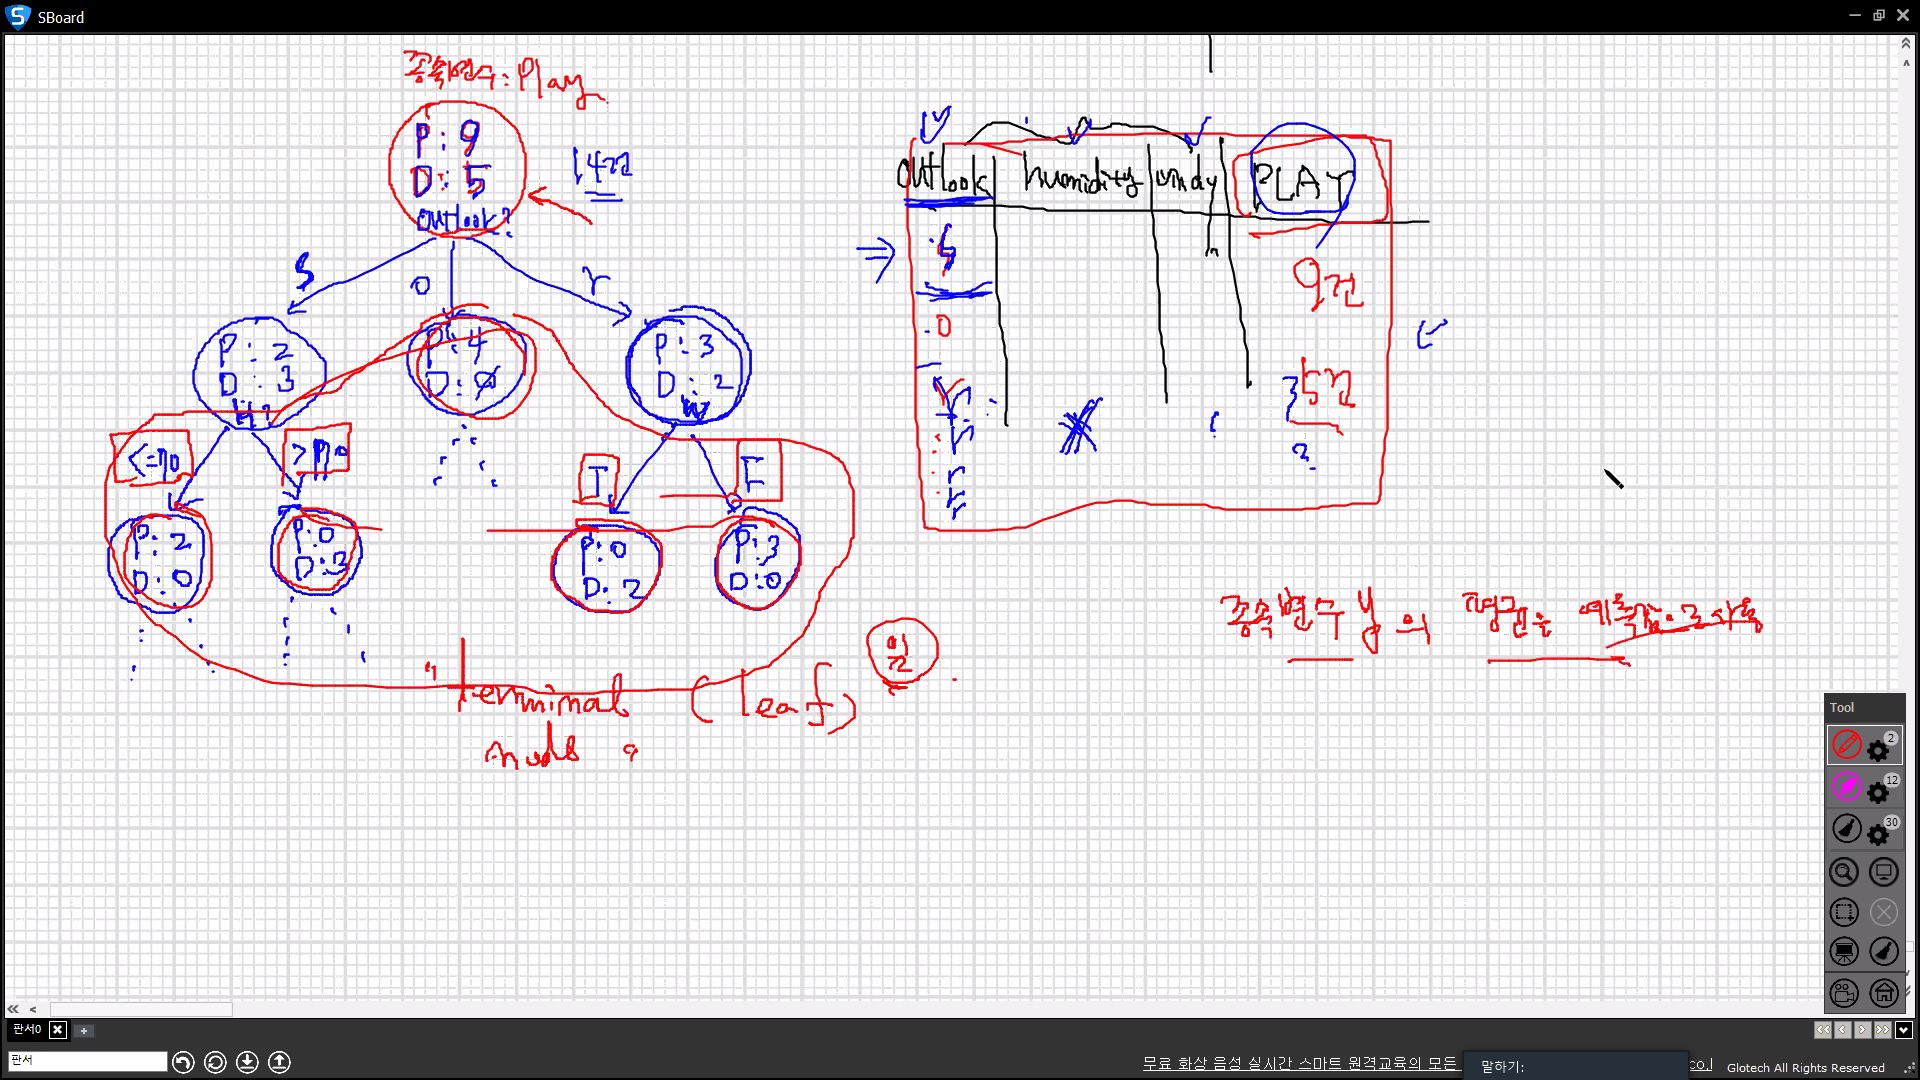 SBoard
종속변수 : Play
P : 9
D : 5
outlook?
14건
S
O
r
P : 2
D : 3
H?
P : 4
D : 0
P : 3
D : 2
W
<=70
>70
T
F
P : 2
D : 0
P : 0
D : 3
P : 0
D : 2
P : 3
D : 0
terminal (leaf)
node
잎
outlook humidity windy PLAY
S
O
r
r
r
r
9건
5건
종속변수 y의 평균을 예측값으로 사용
Tool
2
12
30
판서0
판서
무료 화상 음성 실시간 스마트 원격교육의 모든
말하기:
co.l
Glotech All Rights Reserved